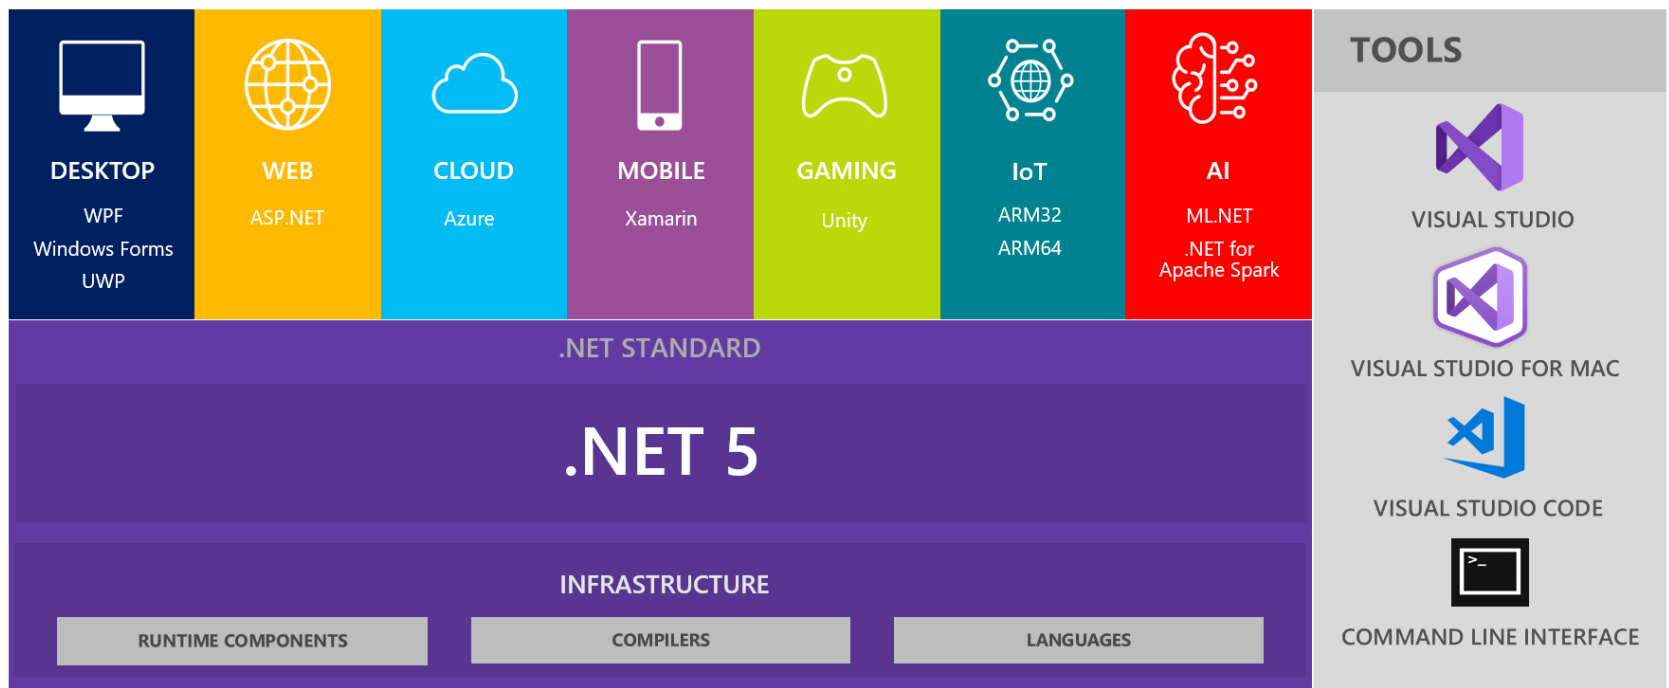 DESKTOP
WPF
Windows Forms
UWP
WEB
ASP.NET
CLOUD
Azure
MOBILE
Xamarin
GAMING
Unity
IoT
ARM32
ARM64
AI
ML.NET
.NET for
Apache Spark
.NET STANDARD
.NET 5
INFRASTRUCTURE
RUNTIME COMPONENTS
COMPILERS
LANGUAGES
TOOLS
VISUAL STUDIO
VISUAL STUDIO FOR MAC
VISUAL STUDIO CODE
>_
COMMAND LINE INTERFACE